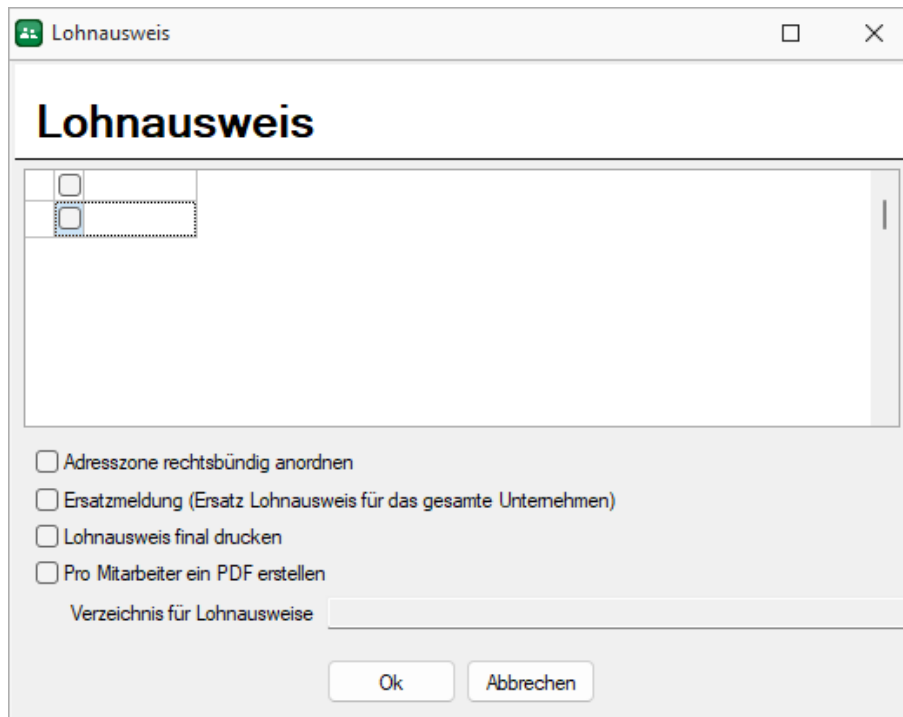 Lohnausweis
Lohnausweis
Adresszone rechtsbündig anordnen
Ersatzmeldung (Ersatz Lohnausweis für das gesamte Unternehmen)
Lohnausweis final drucken
Pro Mitarbeiter ein PDF erstellen
Verzeichnis für Lohnausweise
Ok Abbrechen